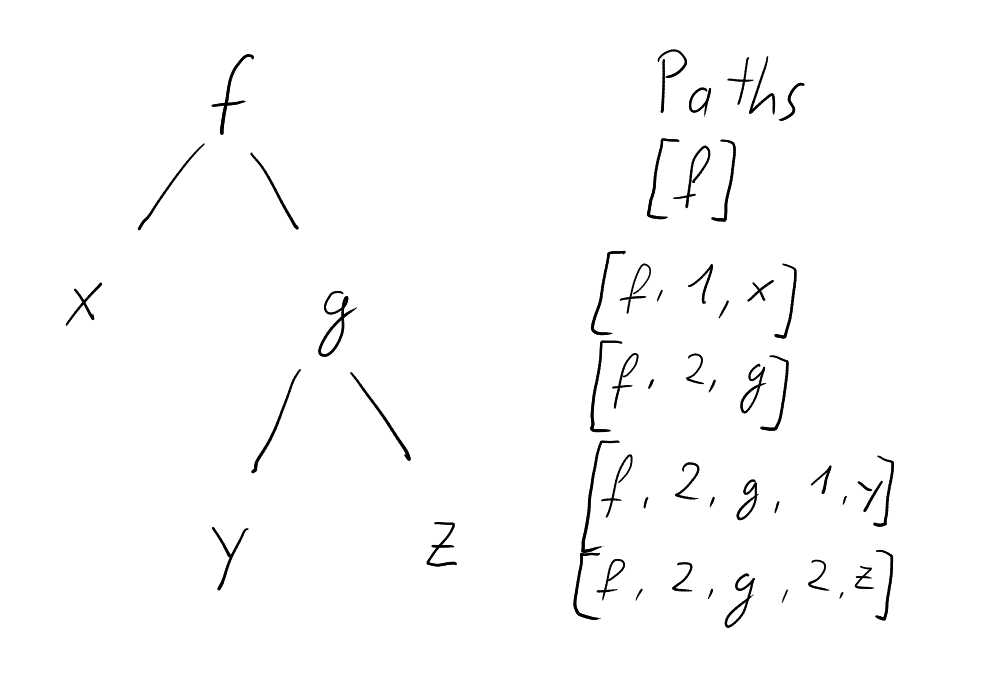 f
x
g
y
z
Paths
[f]
[f, 1, x]
[f, 2, g]
[f, 2, g, 1, y]
[f, 2, g, 2, z]